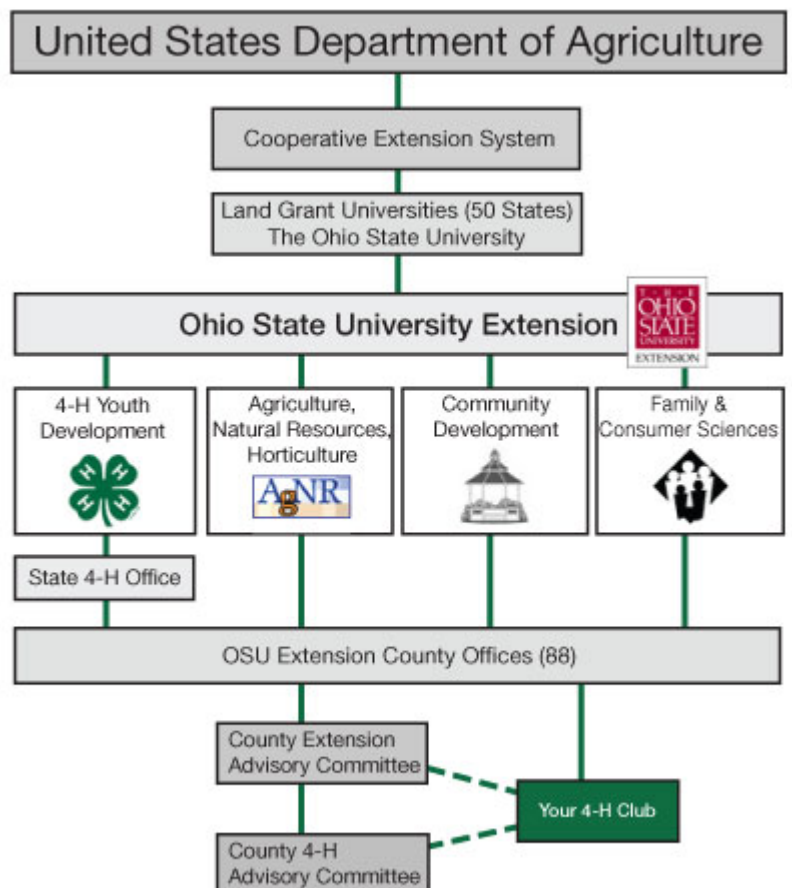 United States Department of Agriculture
Cooperative Extension System
Land Grant Universities (50 States)
The Ohio State University
Ohio State University Extension
T·H·E
OHIO
STATE
UNIVERSITY
EXTENSION
4-H Youth
Development
H H
H H
Agriculture,
Natural Resources,
Horticulture
AgNR
Community
Development
Family &
Consumer Sciences
State 4-H Office
OSU Extension County Offices (88)
County Extension
Advisory Committee
Your 4-H Club
County 4-H
Advisory Committee